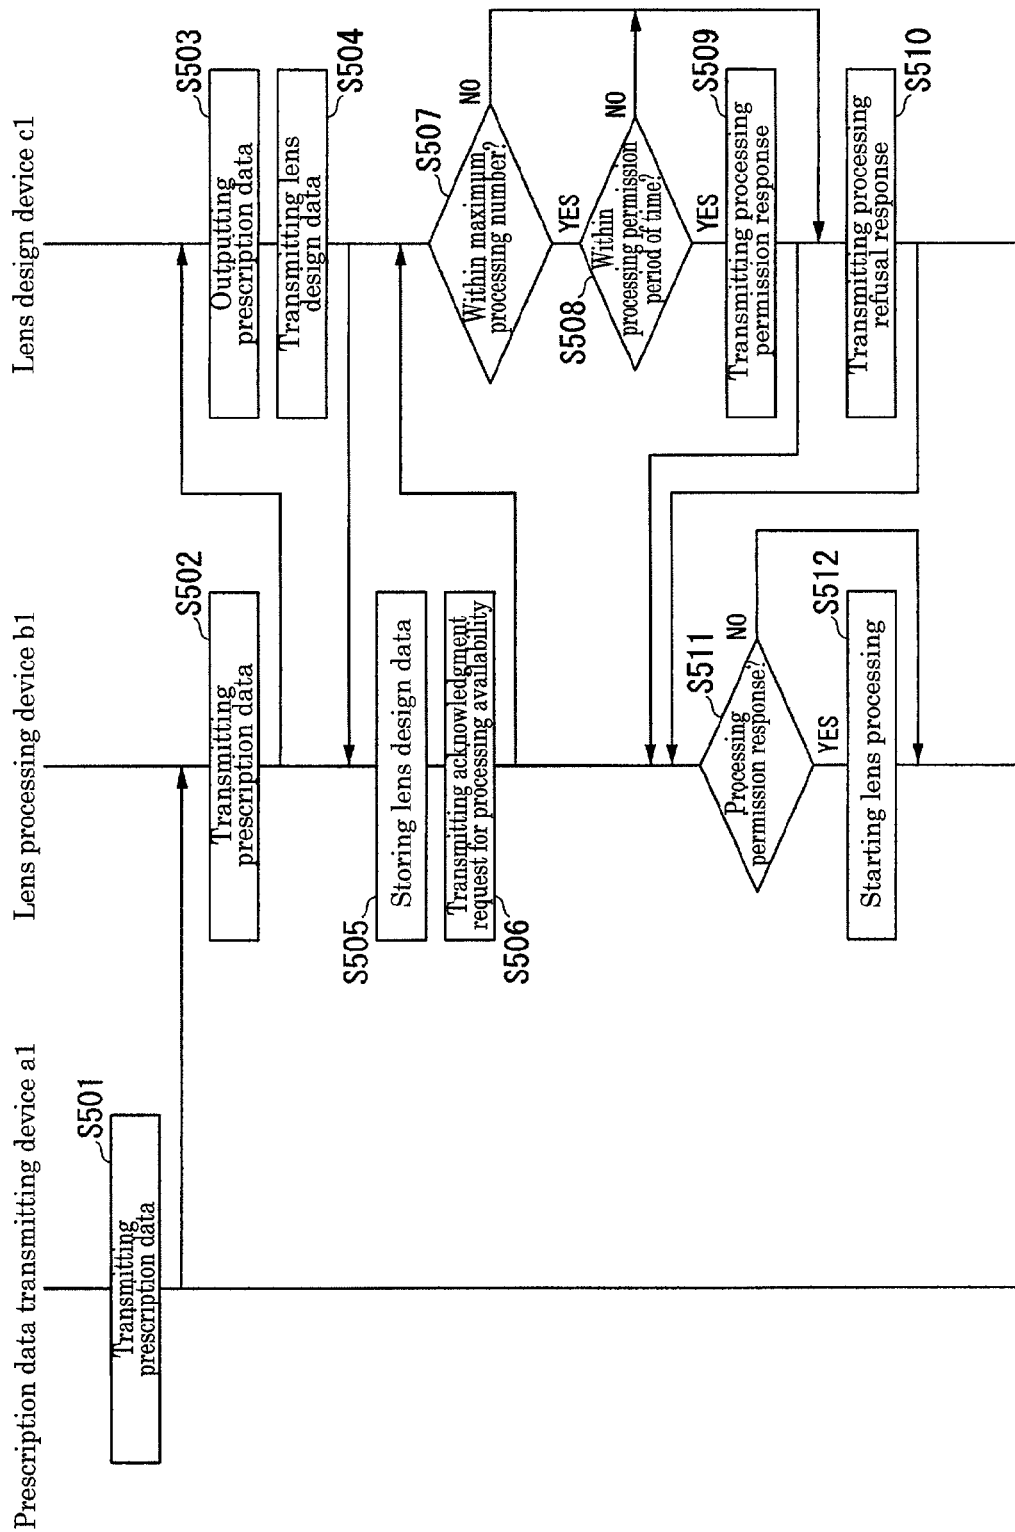 Prescription data transmitting device a1
Lens processing device b1
Lens design device c1
S501
Transmitting
prescription data
S502
Transmitting
prescription data
S503
Outputting
prescription data
S504
Transmitting lens
design data
S505
Storing lens design data
S506
Transmitting acknowledgment
request for processing availability
S507
Within maximum
processing number?
NO
YES
S508
Within
processing permission
period of time?
NO
YES
S509
Transmitting processing
permission response
S510
Transmitting processing
refusal response
S511
Processing
permission response?
NO
YES
S512
Starting lens processing